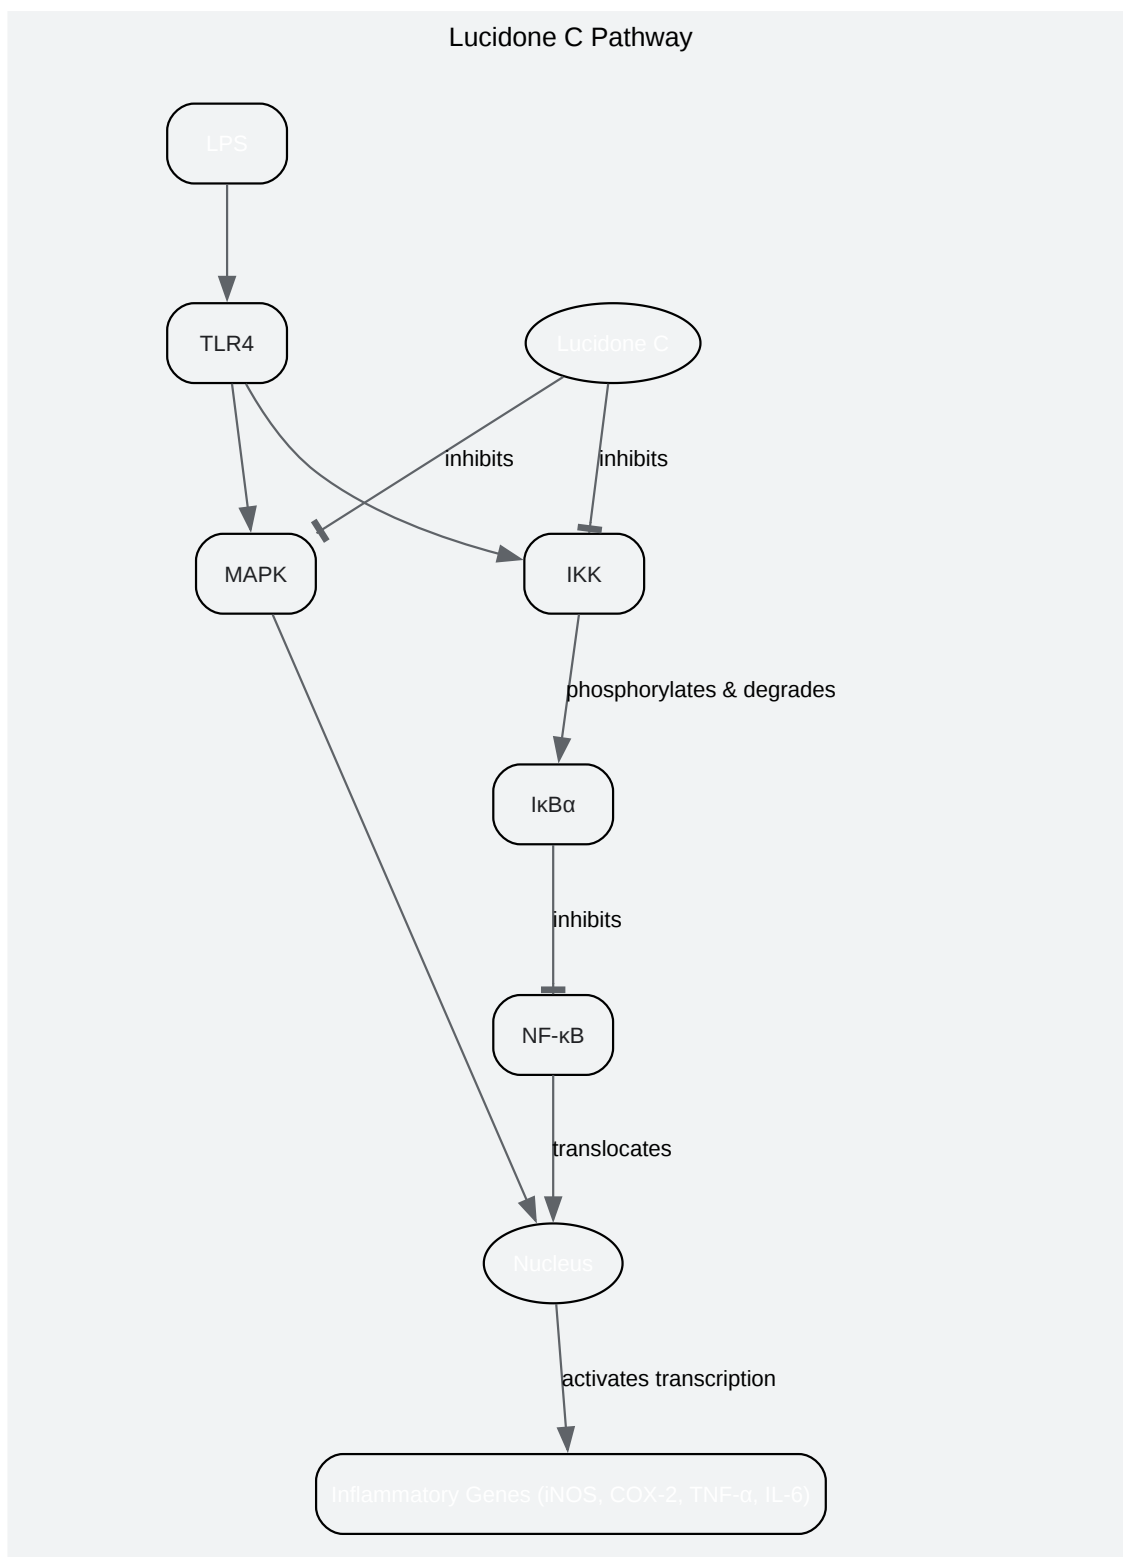 Lucidone C Pathway
LPS
TLR4
Lucidone C
inhibits
inhibits
MAPK
IKK
phosphorylates & degrades
IκBα
inhibits
NF-κB
translocates
Nucleus
activates transcription
Inflammatory Genes (iNOS, COX-2, TNF-α, IL-6)